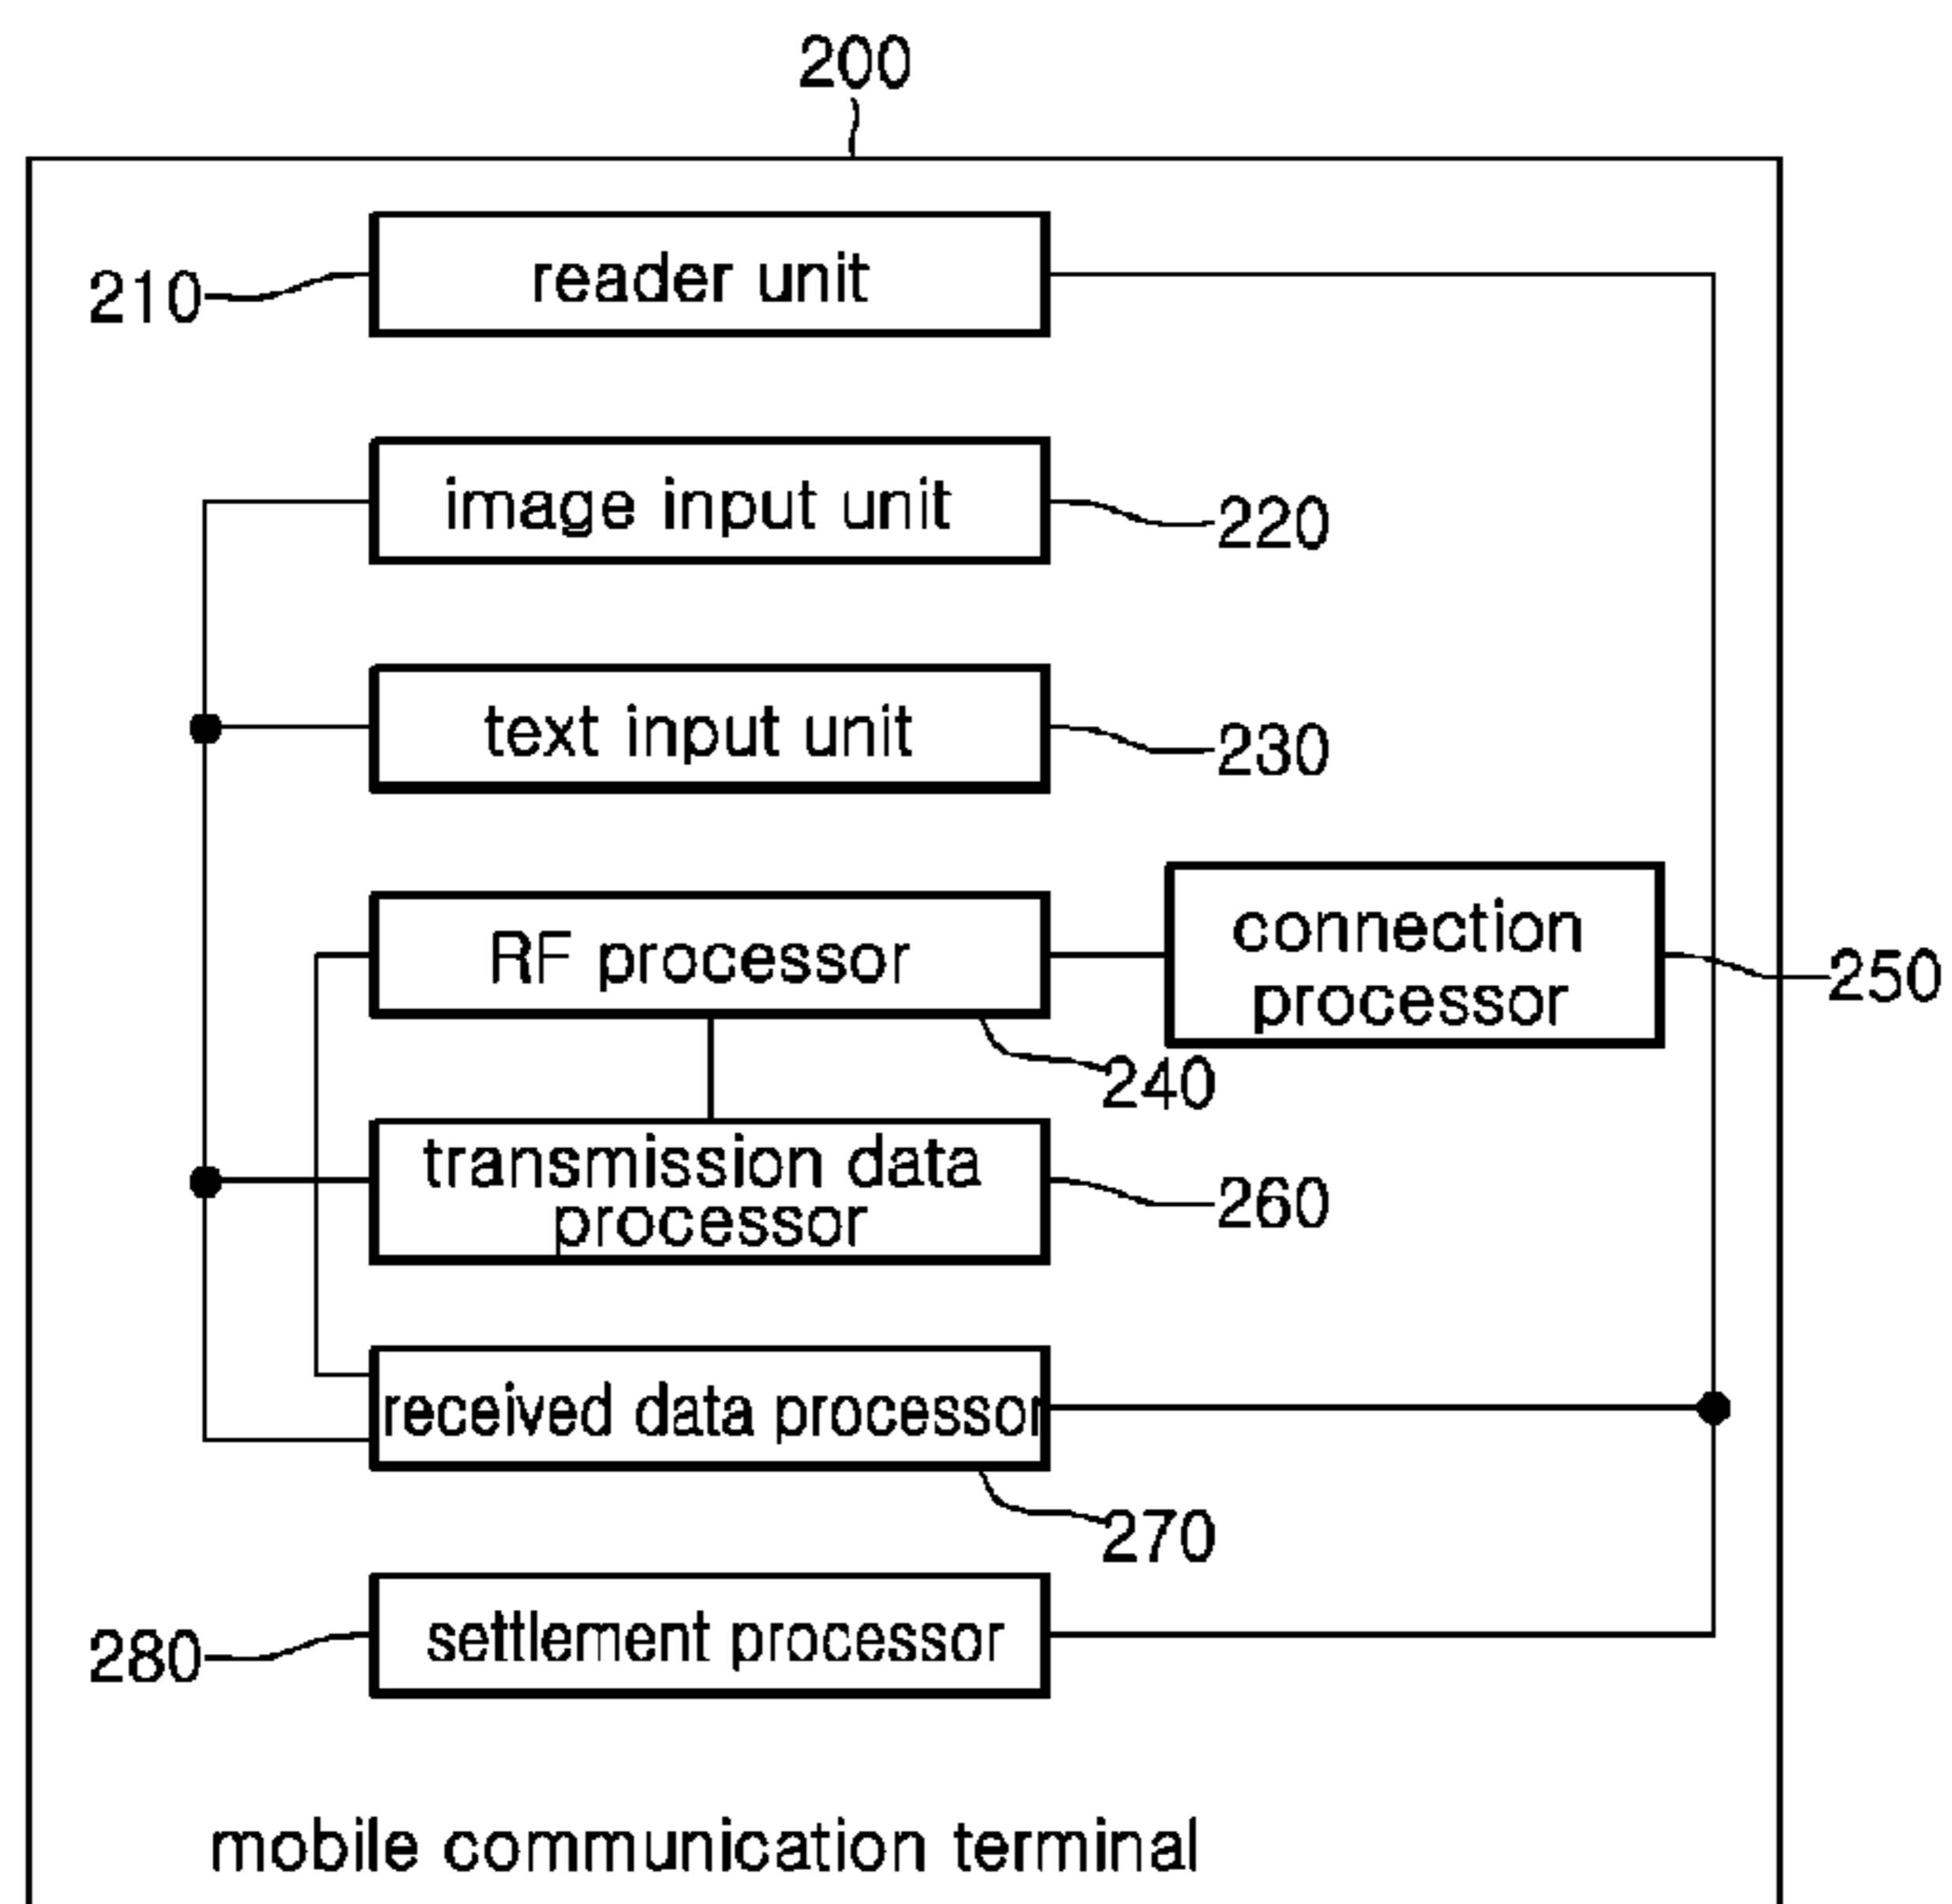 200
210
reader unit
image input unit
220
text input unit
230
RF processor
connection
processor
250
240
transmission data
processor
260
received data processor
270
280
settlement processor
mobile communication terminal